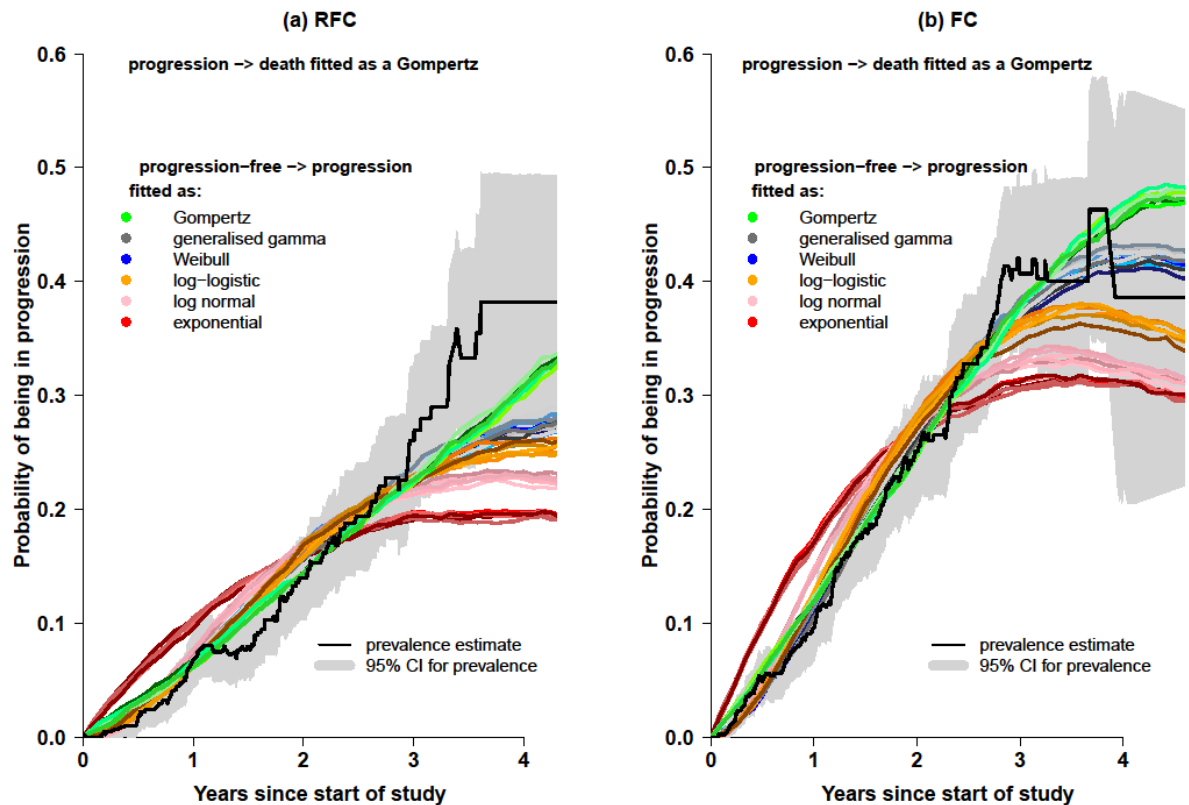 (a) RFC
0.6
0.5
0.4
0.3
0.2
0.1
0.0
Probability of being in progression
progression −> death fitted as a Gompertz
progression−free −> progression
fitted as:
Gompertz
generalised gamma
Weibull
log−logistic
log normal
exponential
prevalence estimate
95% CI for prevalence
0 1 2 3 4
Years since start of study
(b) FC
0.6
0.5
0.4
0.3
0.2
0.1
0.0
Probability of being in progression
progression −> death fitted as a Gompertz
progression−free −> progression
fitted as:
Gompertz
generalised gamma
Weibull
log−logistic
log normal
exponential
prevalence estimate
95% CI for prevalence
0 1 2 3 4
Years since start of study